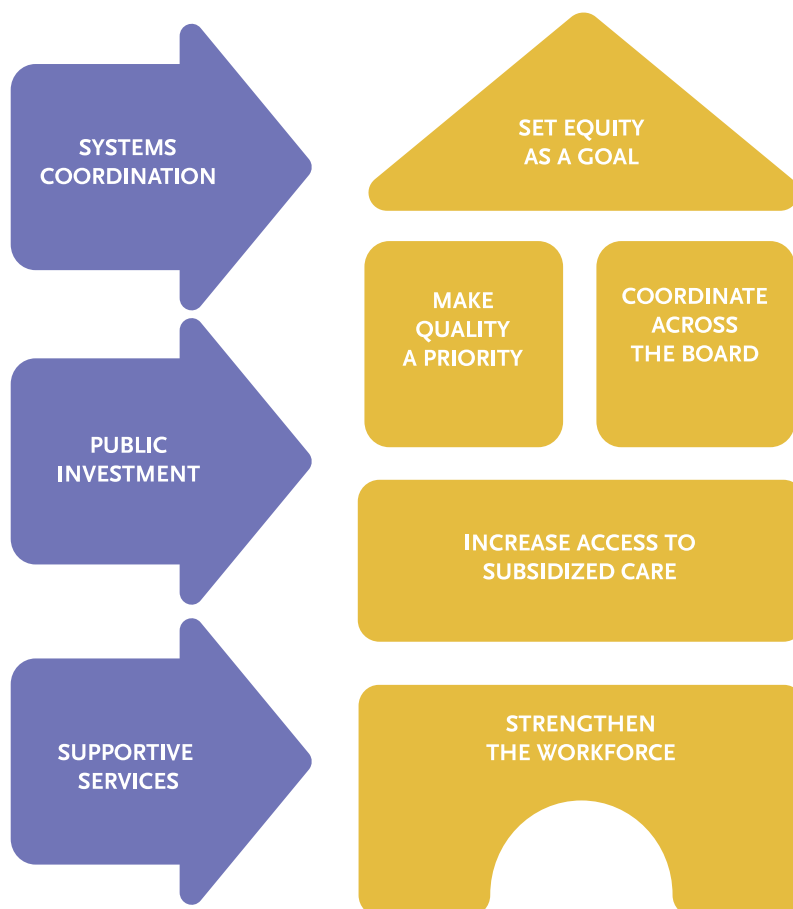 SYSTEMS
COORDINATION
PUBLIC
INVESTMENT
SUPPORTIVE
SERVICES
SET EQUITY
AS A GOAL
MAKE
QUALITY
A PRIORITY
COORDINATE
ACROSS
THE BOARD
INCREASE ACCESS TO
SUBSIDIZED CARE
STRENGTHEN
THE WORKFORCE